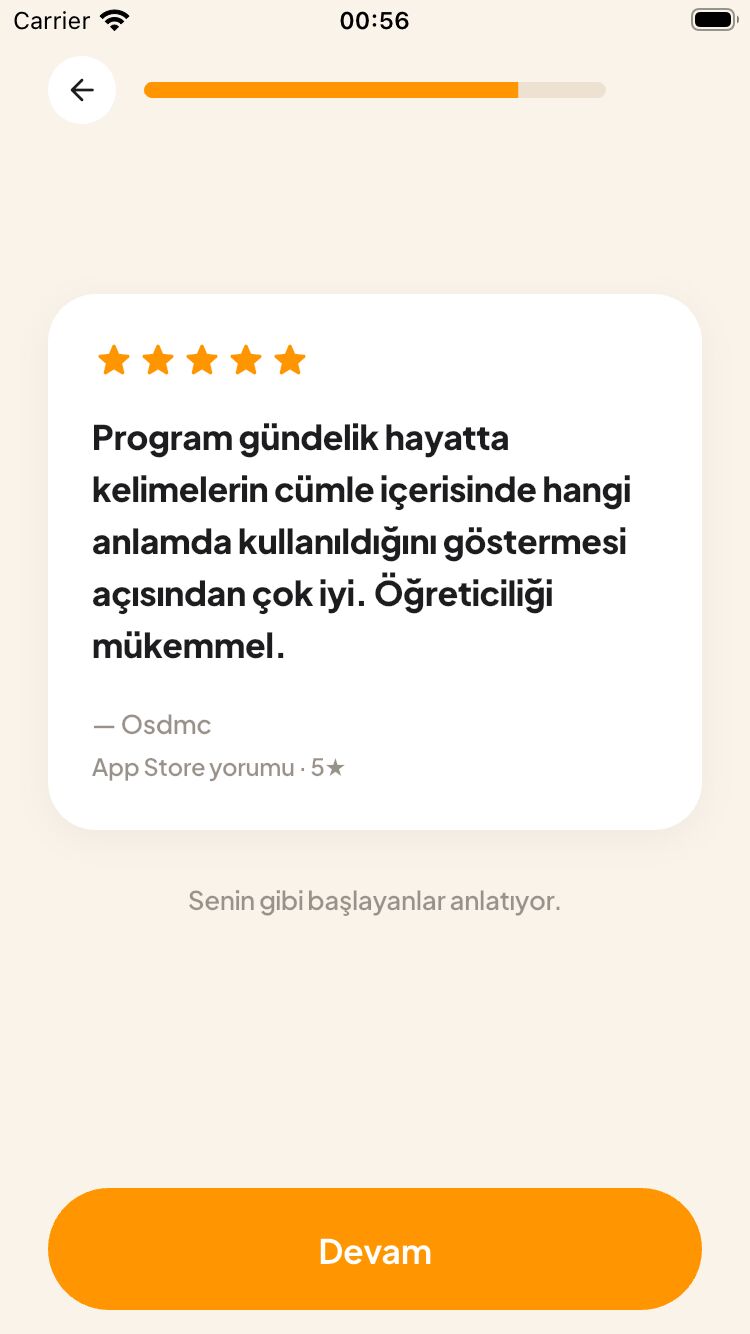 Carrier 00:56
Program gündelik hayatta
kelimelerin cümle içerisinde hangi
anlamda kullanıldığını göstermesi
açısından çok iyi. Öğreticiliği
mükemmel.
— Osdmc
App Store yorumu · 5★
Senin gibi başlayanlar anlatıyor.
Devam